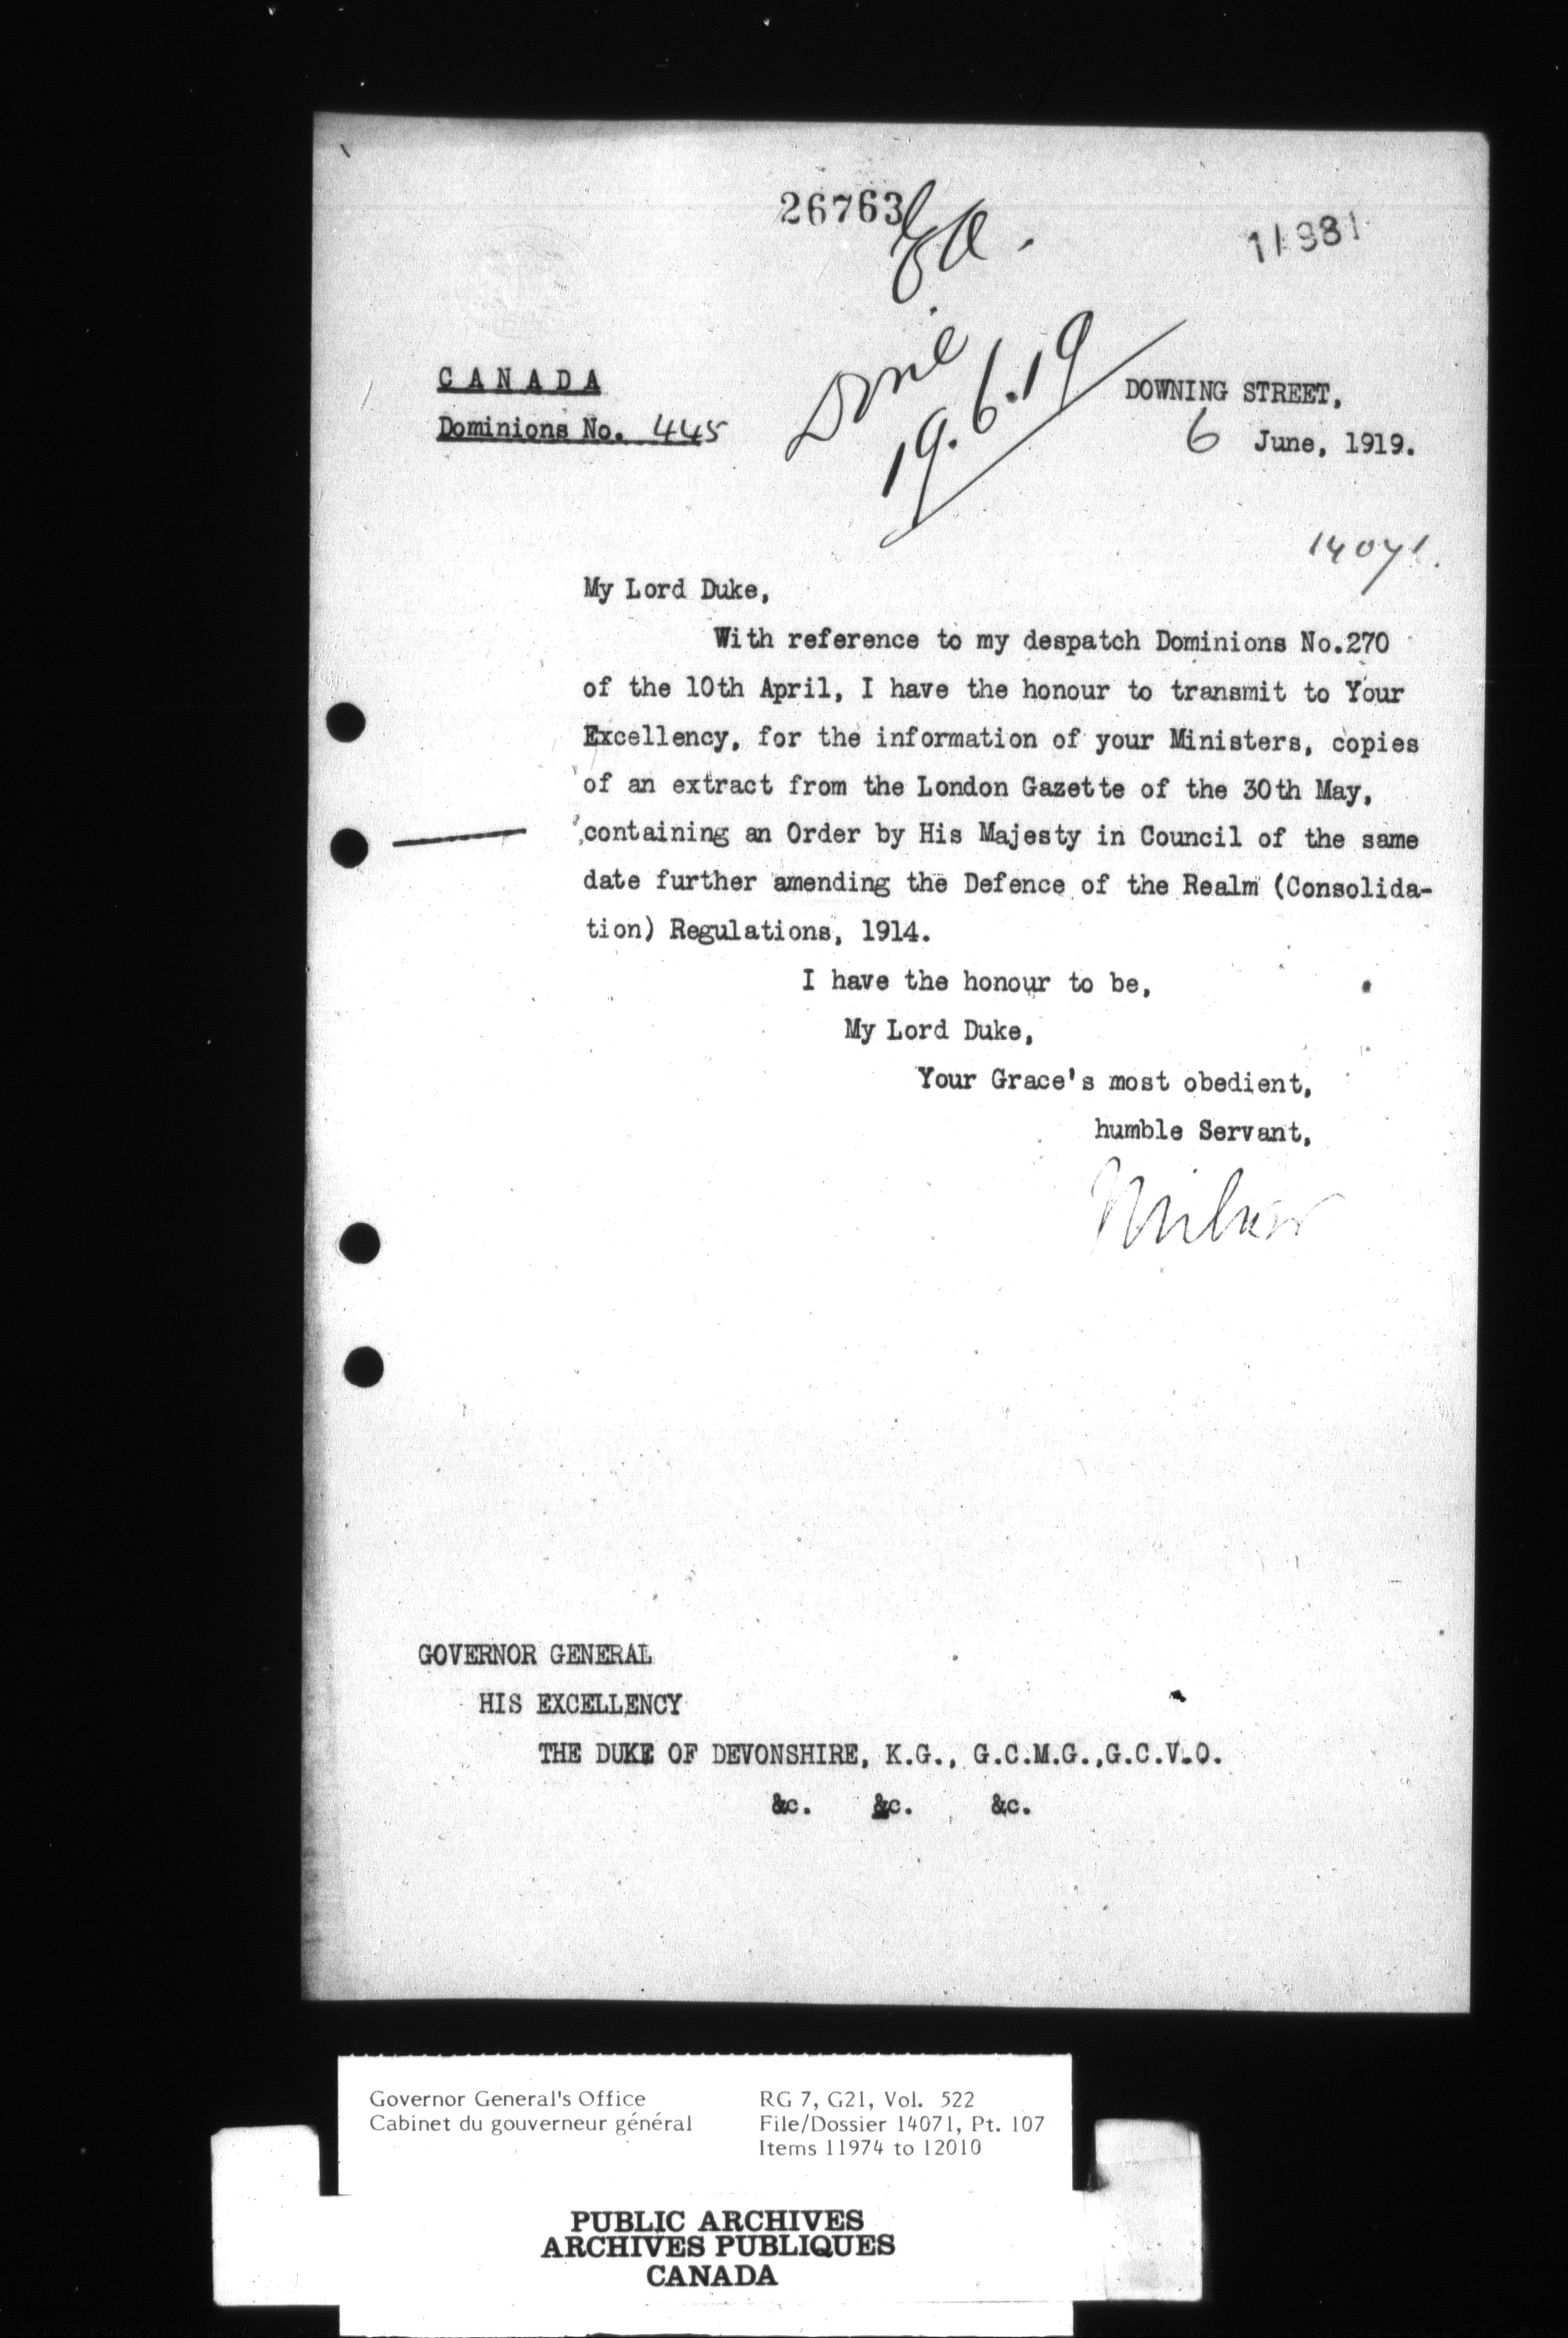 26763
11981
Done
19.6.19
CANADA
DOWNING STREET,
Dominions No. 445
6 June, 1919.
14071.
My Lord Duke,
With reference to my despatch Dominions No.270
of the 10th April, I have the honour to transmit to Your
Excellency, for the information of your Ministers, copies
of an extract from the London Gazette of the 30th May,
containing an Order by His Majesty in Council of the same
date further amending the Defence of the Realm (Consolida-
tion) Regulations, 1914.
I have the honour to be,
My Lord Duke,
Your Grace's most obedient,
humble Servant,
Milner
GOVERNOR GENERAL
HIS EXCELLENCY
THE DUKE OF DEVONSHIRE, K.G., G.C.M.G.,G.C.V.O.
&c. &c. &c.
Governor General's Office
Cabinet du gouverneur général
RG 7, G21, Vol. 522
File/Dossier 14071, Pt. 107
Items 11974 to 12010
PUBLIC ARCHIVES
ARCHIVES PUBLIQUES
CANADA